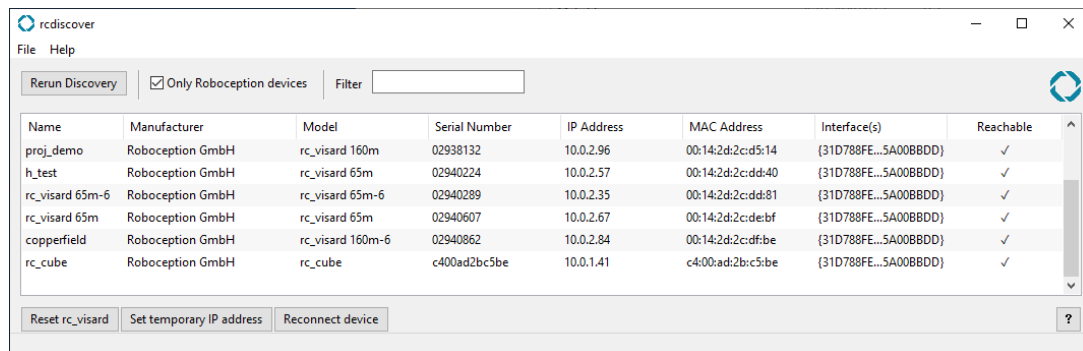 rcdiscover
File Help
Rerun Discovery Only Roboception devices Filter
Name Manufacturer Model Serial Number IP Address MAC Address Interface(s) Reachable
proj_demo Roboception GmbH rc_visard 160m 02938132 10.0.2.96 00:14:2d:2c:d5:14 {31D788FE...5A00BBDD} ✓
h_test Roboception GmbH rc_visard 65m 02940224 10.0.2.57 00:14:2d:2c:dd:40 {31D788FE...5A00BBDD} ✓
rc_visard 65m-6 Roboception GmbH rc_visard 65m-6 02940289 10.0.2.35 00:14:2d:2c:dd:81 {31D788FE...5A00BBDD} ✓
rc_visard 65m Roboception GmbH rc_visard 65m 02940607 10.0.2.67 00:14:2d:2c:de:bf {31D788FE...5A00BBDD} ✓
copperfield Roboception GmbH rc_visard 160m-6 02940862 10.0.2.84 00:14:2d:2c:df:be {31D788FE...5A00BBDD} ✓
rc_cube Roboception GmbH rc_cube c400ad2bc5be 10.0.1.41 c4:00:ad:2b:c5:be {31D788FE...5A00BBDD} ✓
Reset rc_visard Set temporary IP address Reconnect device ?